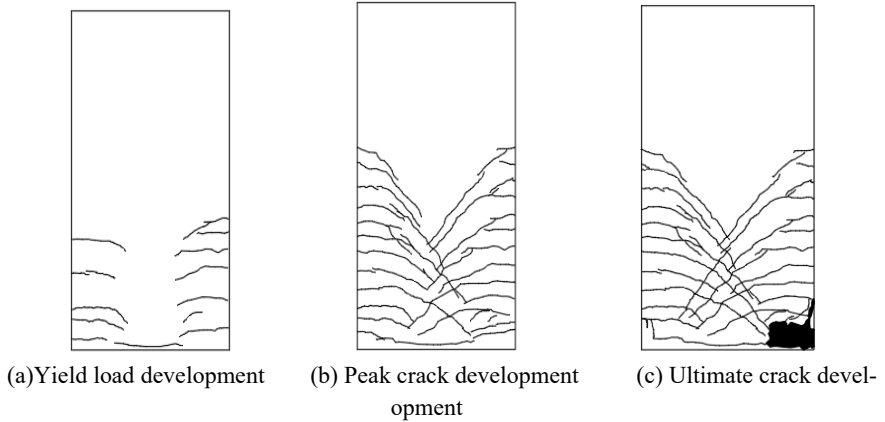 (a)Yield load development
(b) Peak crack development
(c) Ultimate crack devel-
opment